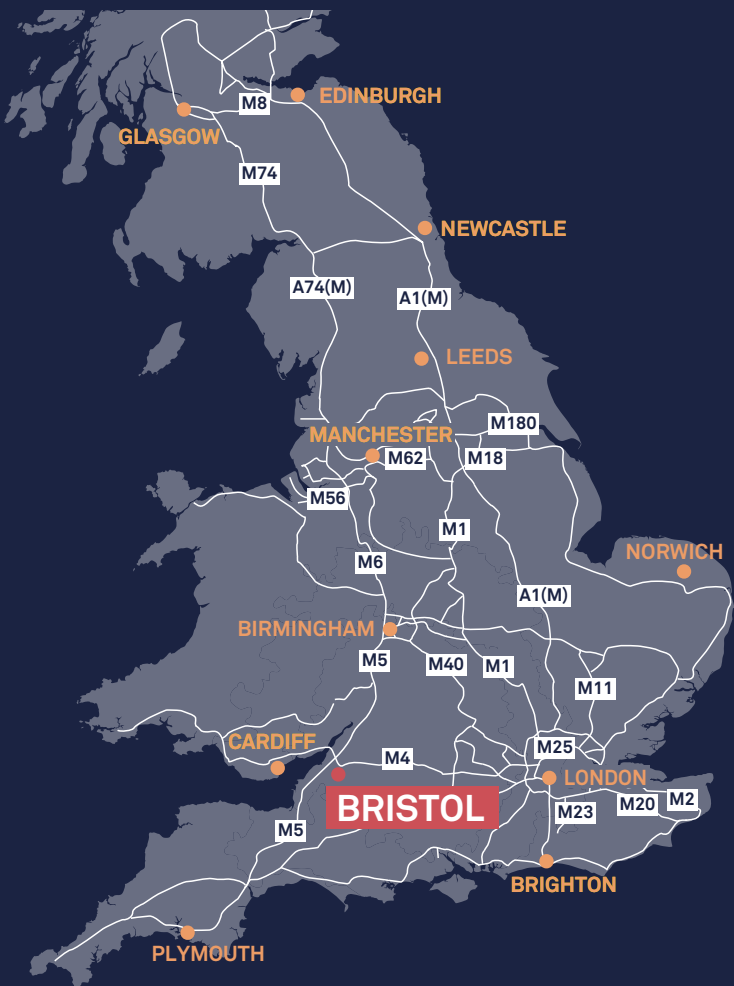 EDINBURGH
M8
GLASGOW
M74
NEWCASTLE
A74(M)
A1(M)
LEEDS
M180
MANCHESTER
M62
M18
M56
M1
NORWICH
M6
A1(M)
BIRMINGHAM
M5
M40
M1
M11
CARDIFF
M25
M4
LONDON
BRISTOL
M2
M20
M23
M5
BRIGHTON
PLYMOUTH